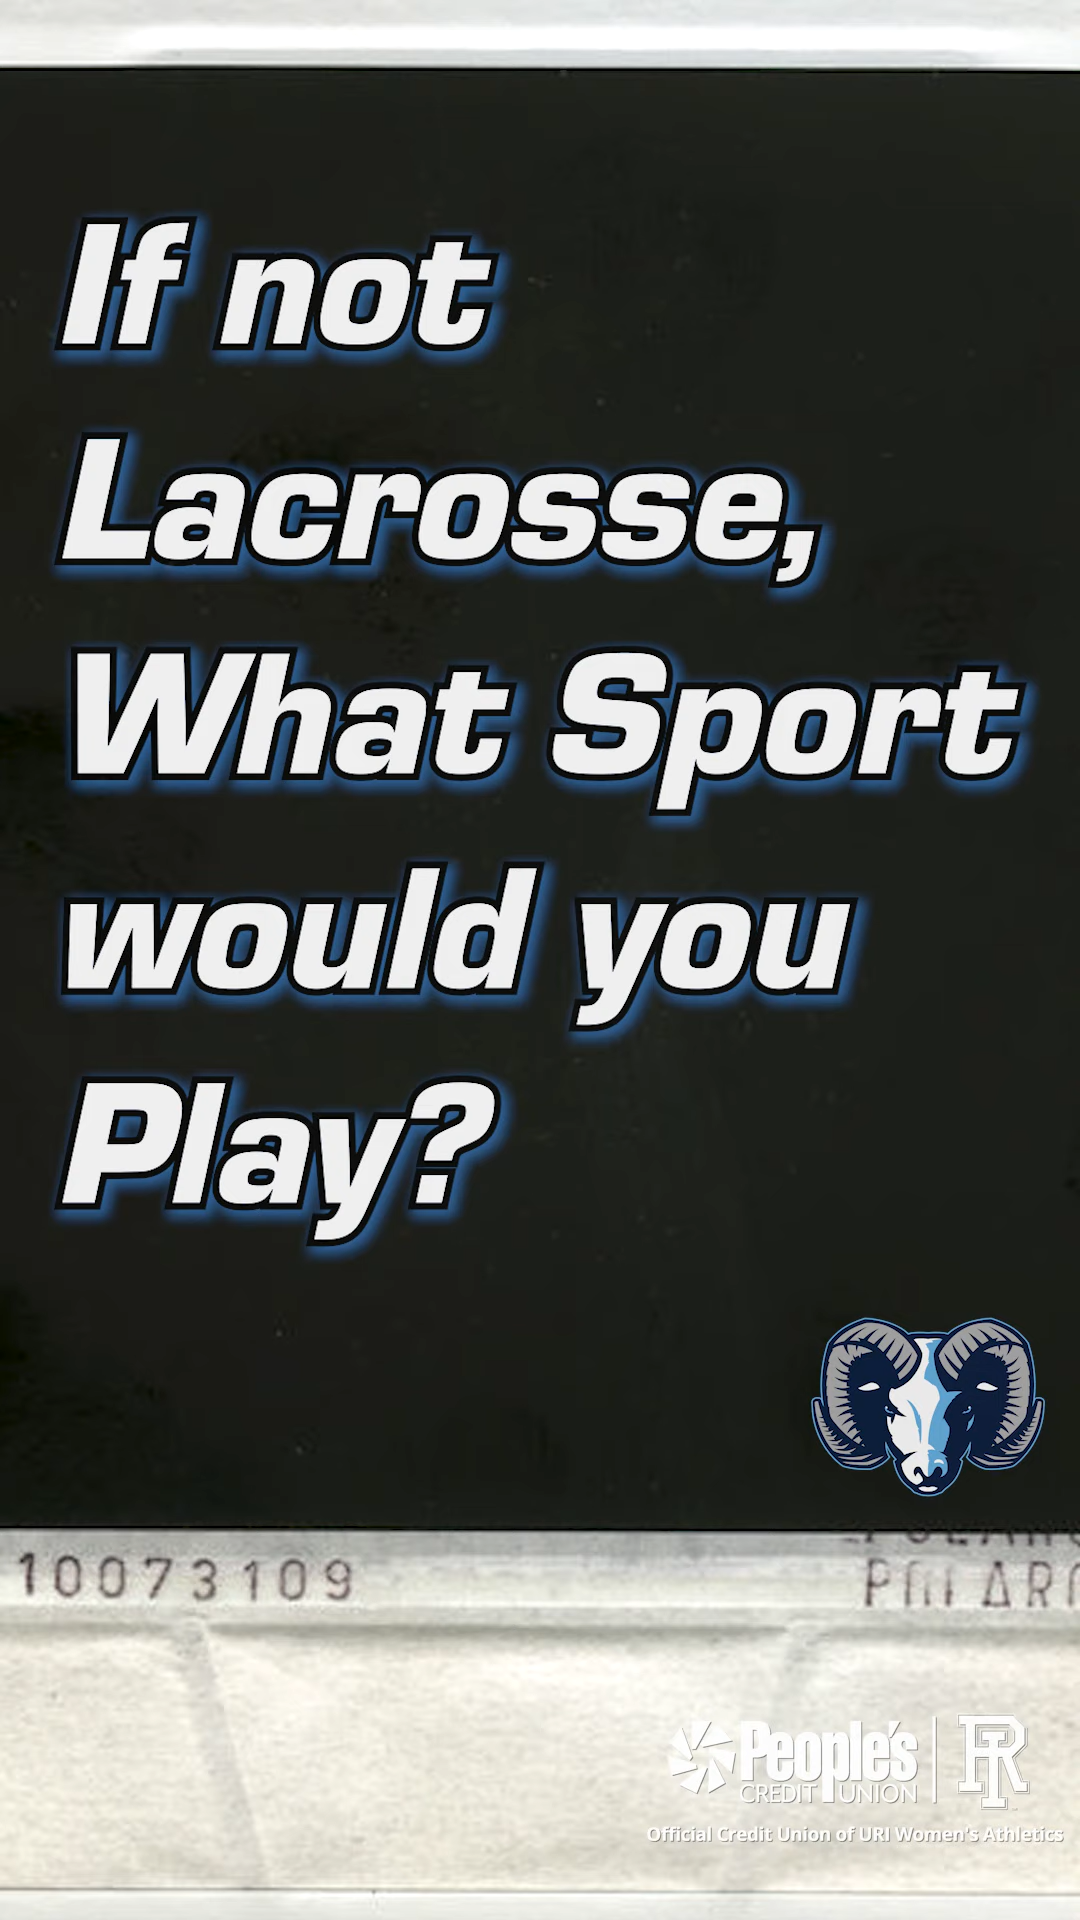 If not
Lacrosse,
What Sport
would you
Play?
10073109
People's
CREDIT UNION
Official Credit Union of URI Women's Athletics